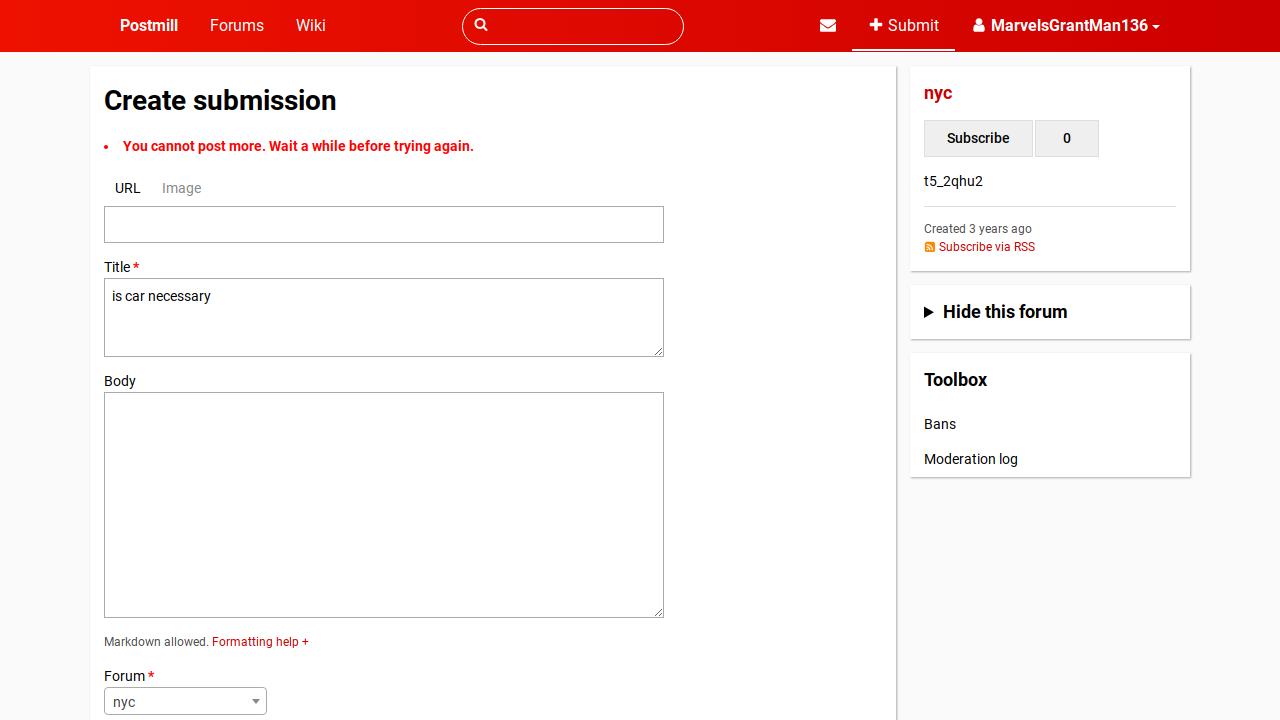 Postmill
Forums
Wiki
Submit
MarvelsGrantMan136
Create submission
You cannot post more. Wait a while before trying again.
URL
Image
Title *
is car necessary
Body
Markdown allowed. Formatting help +
Forum *
nyc
nyc
Subscribe
0
t5_2qhu2
Created 3 years ago
Subscribe via RSS
Hide this forum
Toolbox
Bans
Moderation log